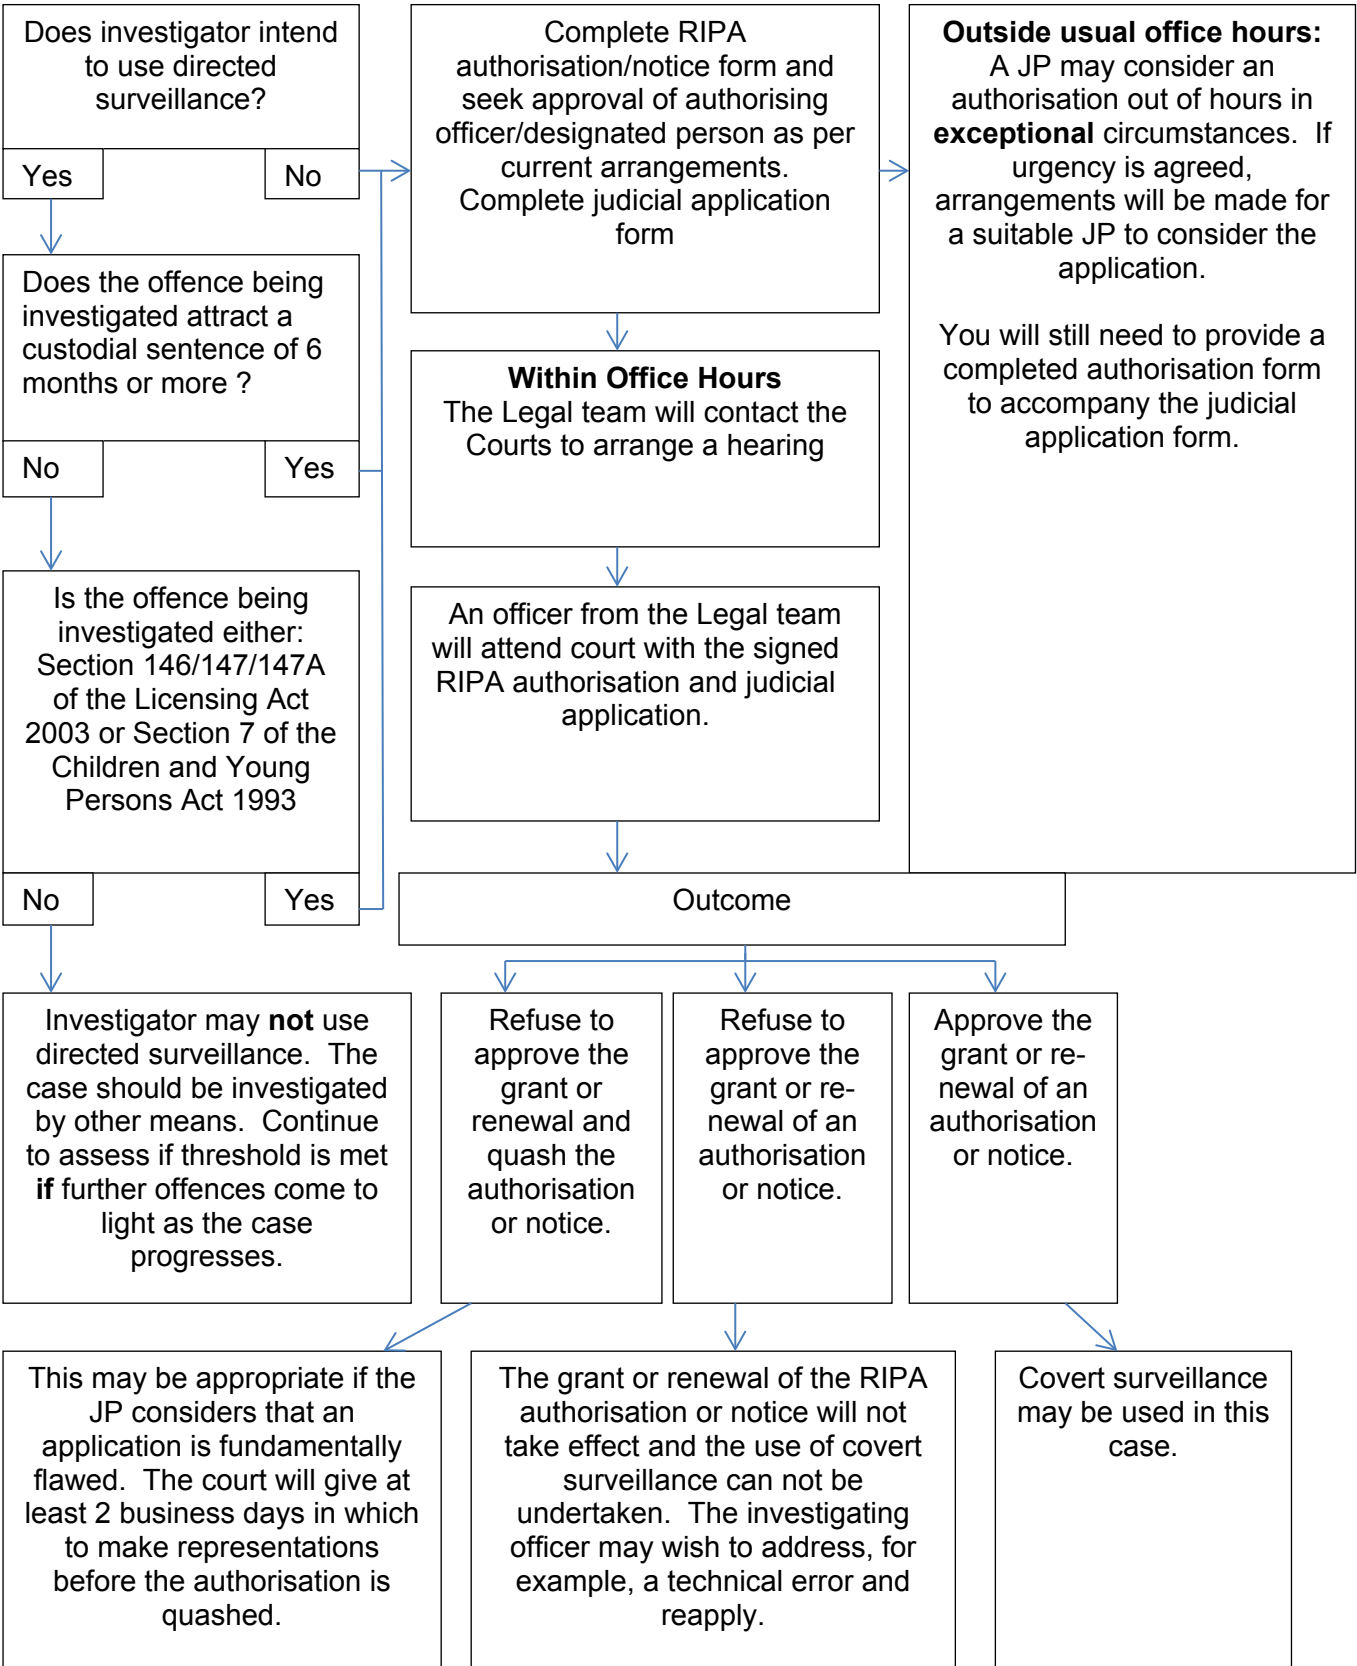 Does investigator intend
to use directed
surveillance?
Yes
No
Does the offence being
investigated attract a
custodial sentence of 6
months or more ?
No
Yes
Is the offence being
investigated either:
Section 146/147/147A
of the Licensing Act
2003 or Section 7 of the
Children and Young
Persons Act 1993
No
Yes
Investigator may not use
directed surveillance.  The
case should be investigated
by other means.  Continue
to assess if threshold is met
if further offences come to
light as the case
progresses.
Complete RIPA
authorisation/notice form and
seek approval of authorising
officer/designated person as per
current arrangements.
Complete judicial application
form
Within Office Hours
The Legal team will contact the
Courts to arrange a hearing
An officer from the Legal team
will attend court with the signed
RIPA authorisation and judicial
application.
Outside usual office hours:
A JP may consider an
authorisation out of hours in
exceptional circumstances.  If
urgency is agreed,
arrangements will be made for
a suitable JP to consider the
application.
You will still need to provide a
completed authorisation form
to accompany the judicial
application form.
Outcome
Refuse to
approve the
grant or
renewal and
quash the
authorisation
or notice.
Refuse to
approve the
grant or re-
newal of an
authorisation
or notice.
Approve the
grant or re-
newal of an
authorisation
or notice.
This may be appropriate if the
JP considers that an
application is fundamentally
flawed.  The court will give at
least 2 business days in which
to make representations
before the authorisation is
quashed.
The grant or renewal of the RIPA
authorisation or notice will not
take effect and the use of covert
surveillance can not be
undertaken.  The investigating
officer may wish to address, for
example, a technical error and
reapply.
Covert surveillance
may be used in this
case.